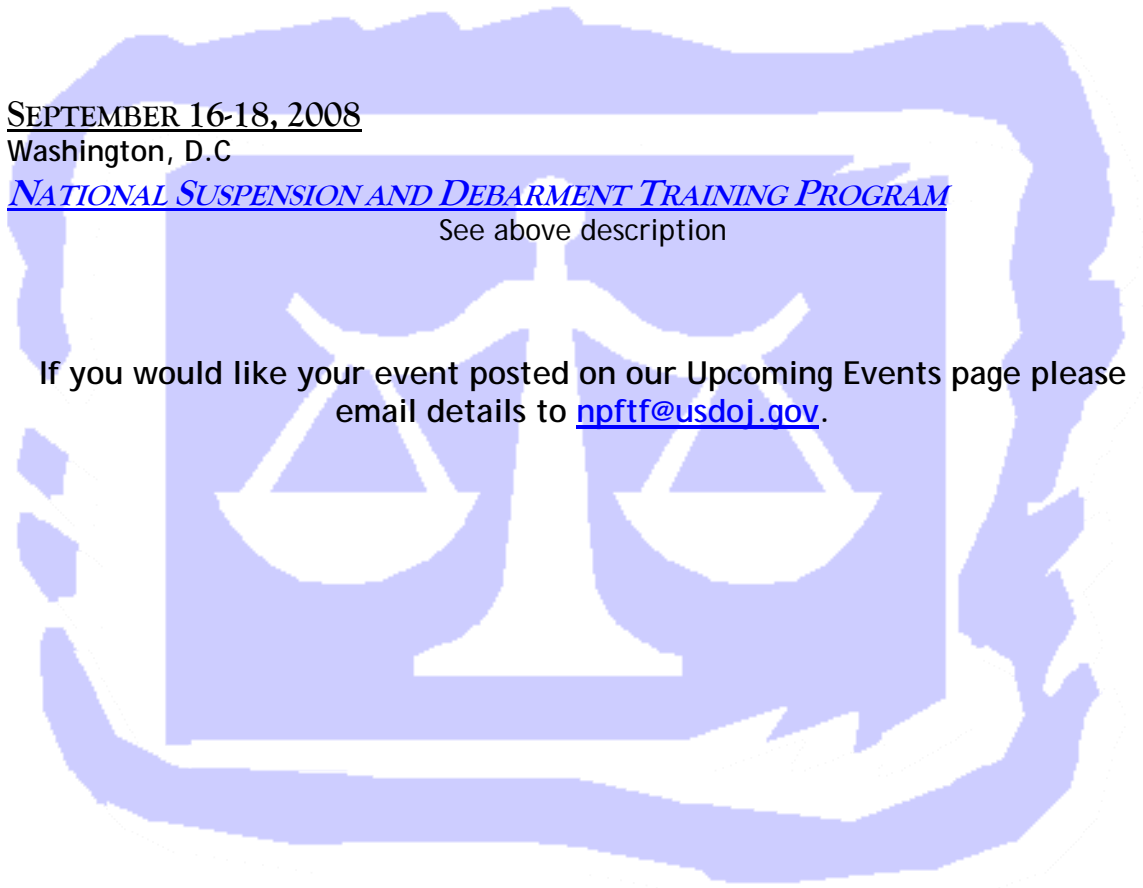 SEPTEMBER 16-18, 2008
Washington, D.C
NATIONAL SUSPENSION AND DEBARMENT TRAINING PROGRAM
See above description
If you would like your event posted on our Upcoming Events page please
email details to npftf@usdoj.gov.